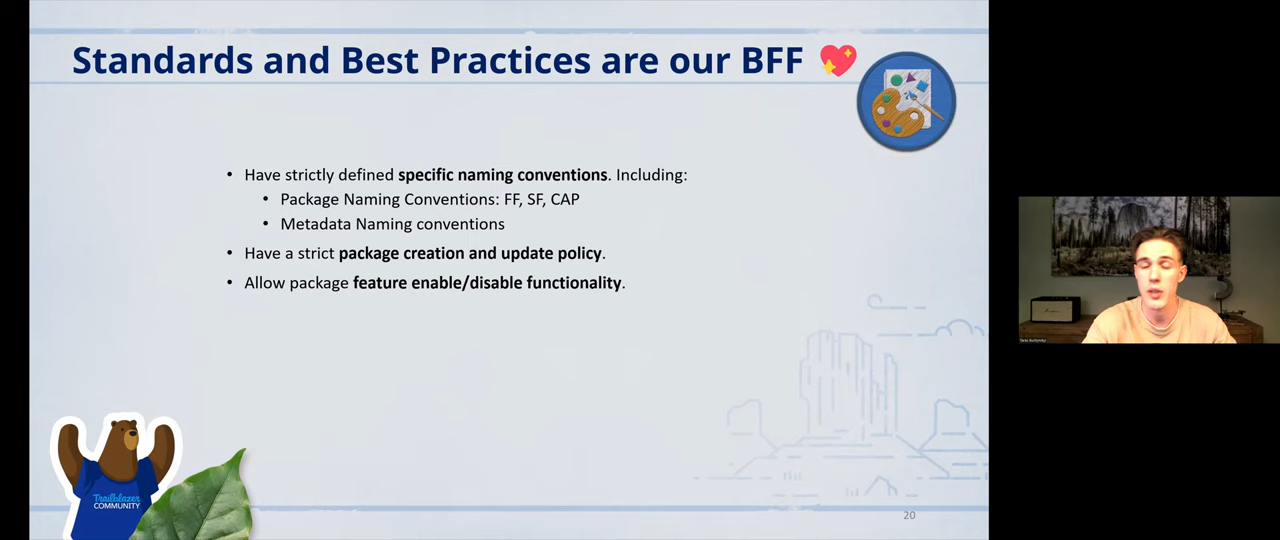 Standards and Best Practices are our BFF 💖
• Have strictly defined specific naming conventions. Including:
• Package Naming Conventions: FF, SF, CAP
• Metadata Naming conventions
• Have a strict package creation and update policy.
• Allow package feature enable/disable functionality.
Trailblazer
COMMUNITY
20